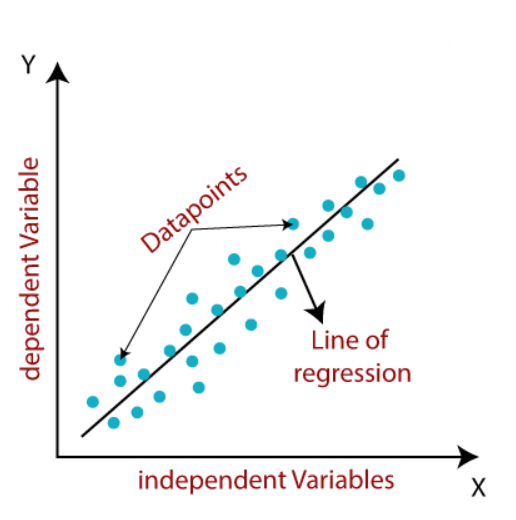 Y
dependent Variable
Datapoints
Line of
regression
independent Variables
X